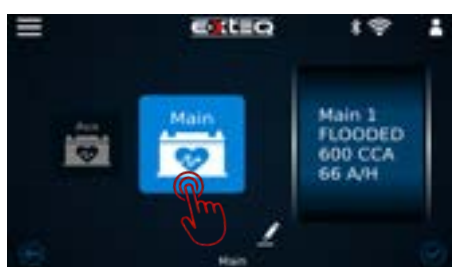 EXTEQ
Aux
Main
Main 1
FLOODED
600 CCA
66 A/H
Main